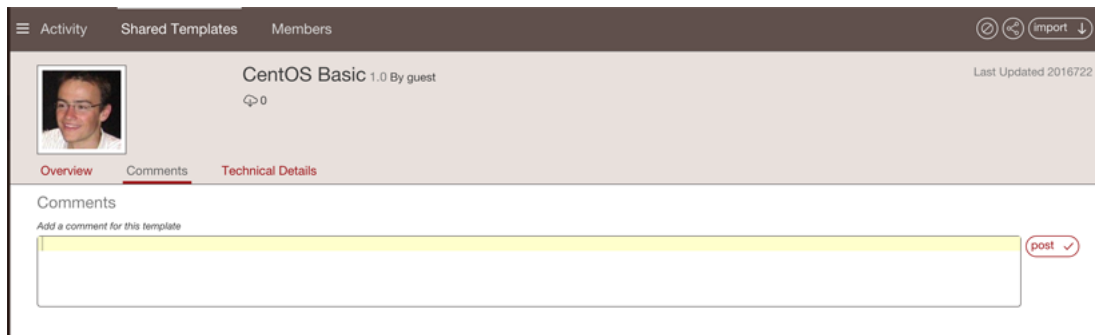 Activity Shared Templates Members import
CentOS Basic 1.0 By guest Last Updated 2016722
0
Overview Comments Technical Details
Comments
Add a comment for this template
post